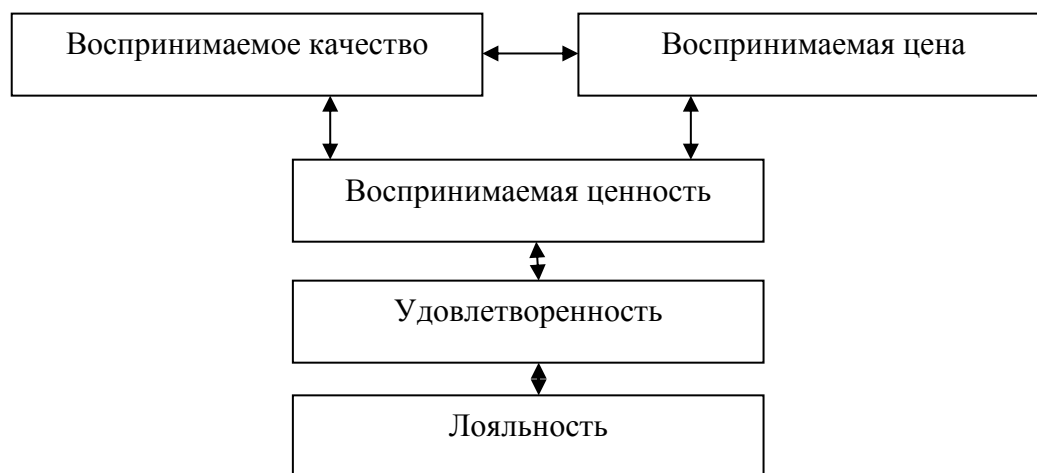 Воспринимаемое качество
Воспринимаемая цена
Воспринимаемая ценность
Удовлетворенность
Лояльность